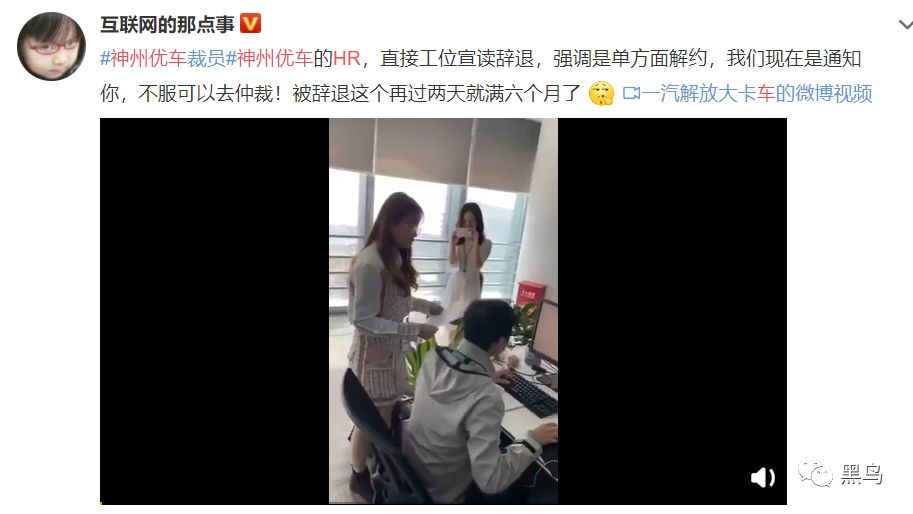 互联网的那点事
#神州优车裁员#神州优车的HR，直接工位宣读辞退，强调是单方面解约，我们现在是通知
你，不服可以去仲裁！被辞退这个再过两天就满六个月了 一汽解放大卡车的微博视频
黑鸟